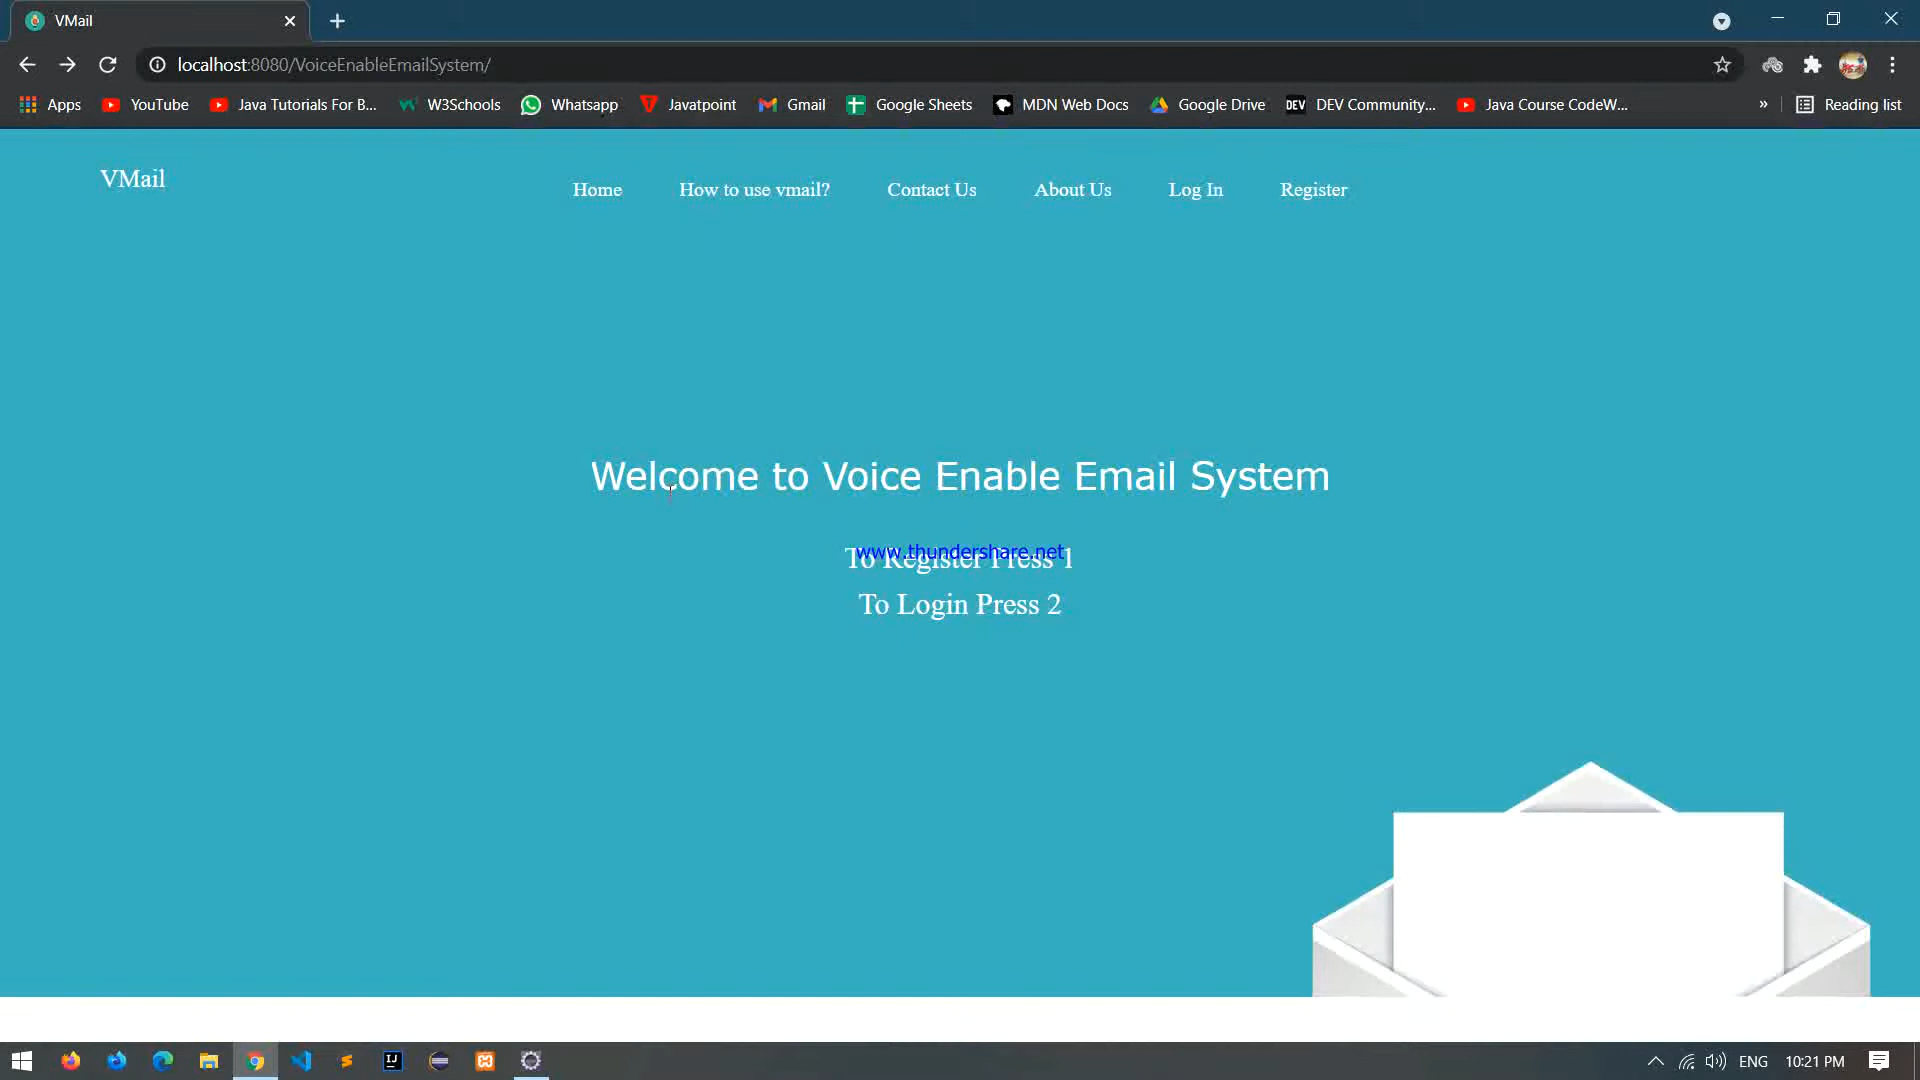 VMail
localhost:8080/VoiceEnableEmailSystem/
Apps YouTube Java Tutorials For B... W3Schools Whatsapp Javatpoint Gmail Google Sheets MDN Web Docs DEV DEV Community... Java Course CodeW... » Reading list
VMail
Home How to use vmail? Contact Us About Us Log In Register
Welcome to Voice Enable Email System
www.thundershare.net
To Register Press 1
To Login Press 2
IJ ENG 10:21 PM